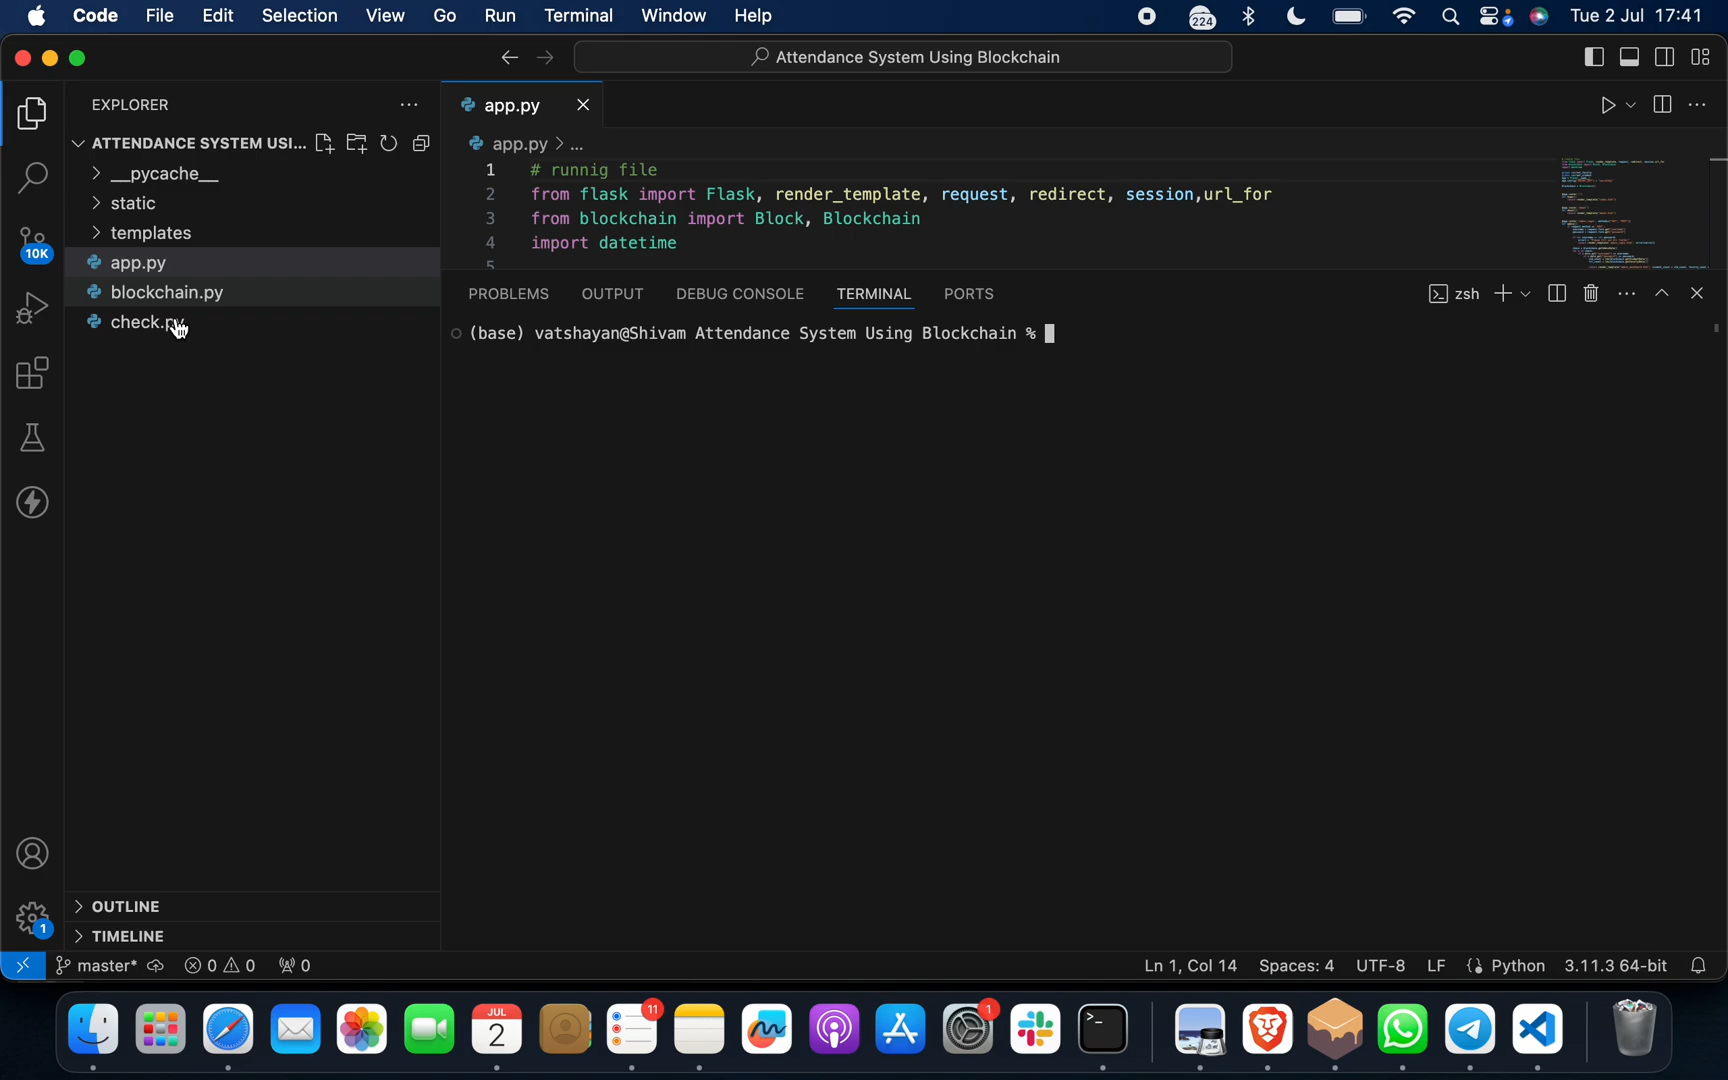 Code File Edit Selection View Go Run Terminal Window Help 224 Tue 2 Jul 17:41
Attendance System Using Blockchain
EXPLORER
ATTENDANCE SYSTEM USI...
__pycache__
static
templates
app.py
blockchain.py
check.py
10K
OUTLINE
TIMELINE
1
app.py
app.py > ...
1 # runnig file
2 from flask import Flask, render_template, request, redirect, session,url_for
3 from blockchain import Block, Blockchain
4 import datetime
5
PROBLEMS OUTPUT DEBUG CONSOLE TERMINAL PORTS zsh
(base) vatshayan@Shivam Attendance System Using Blockchain %
master* 0 0 0 Ln 1, Col 14 Spaces: 4 UTF-8 LF Python 3.11.3 64-bit
JUL
2
11
1